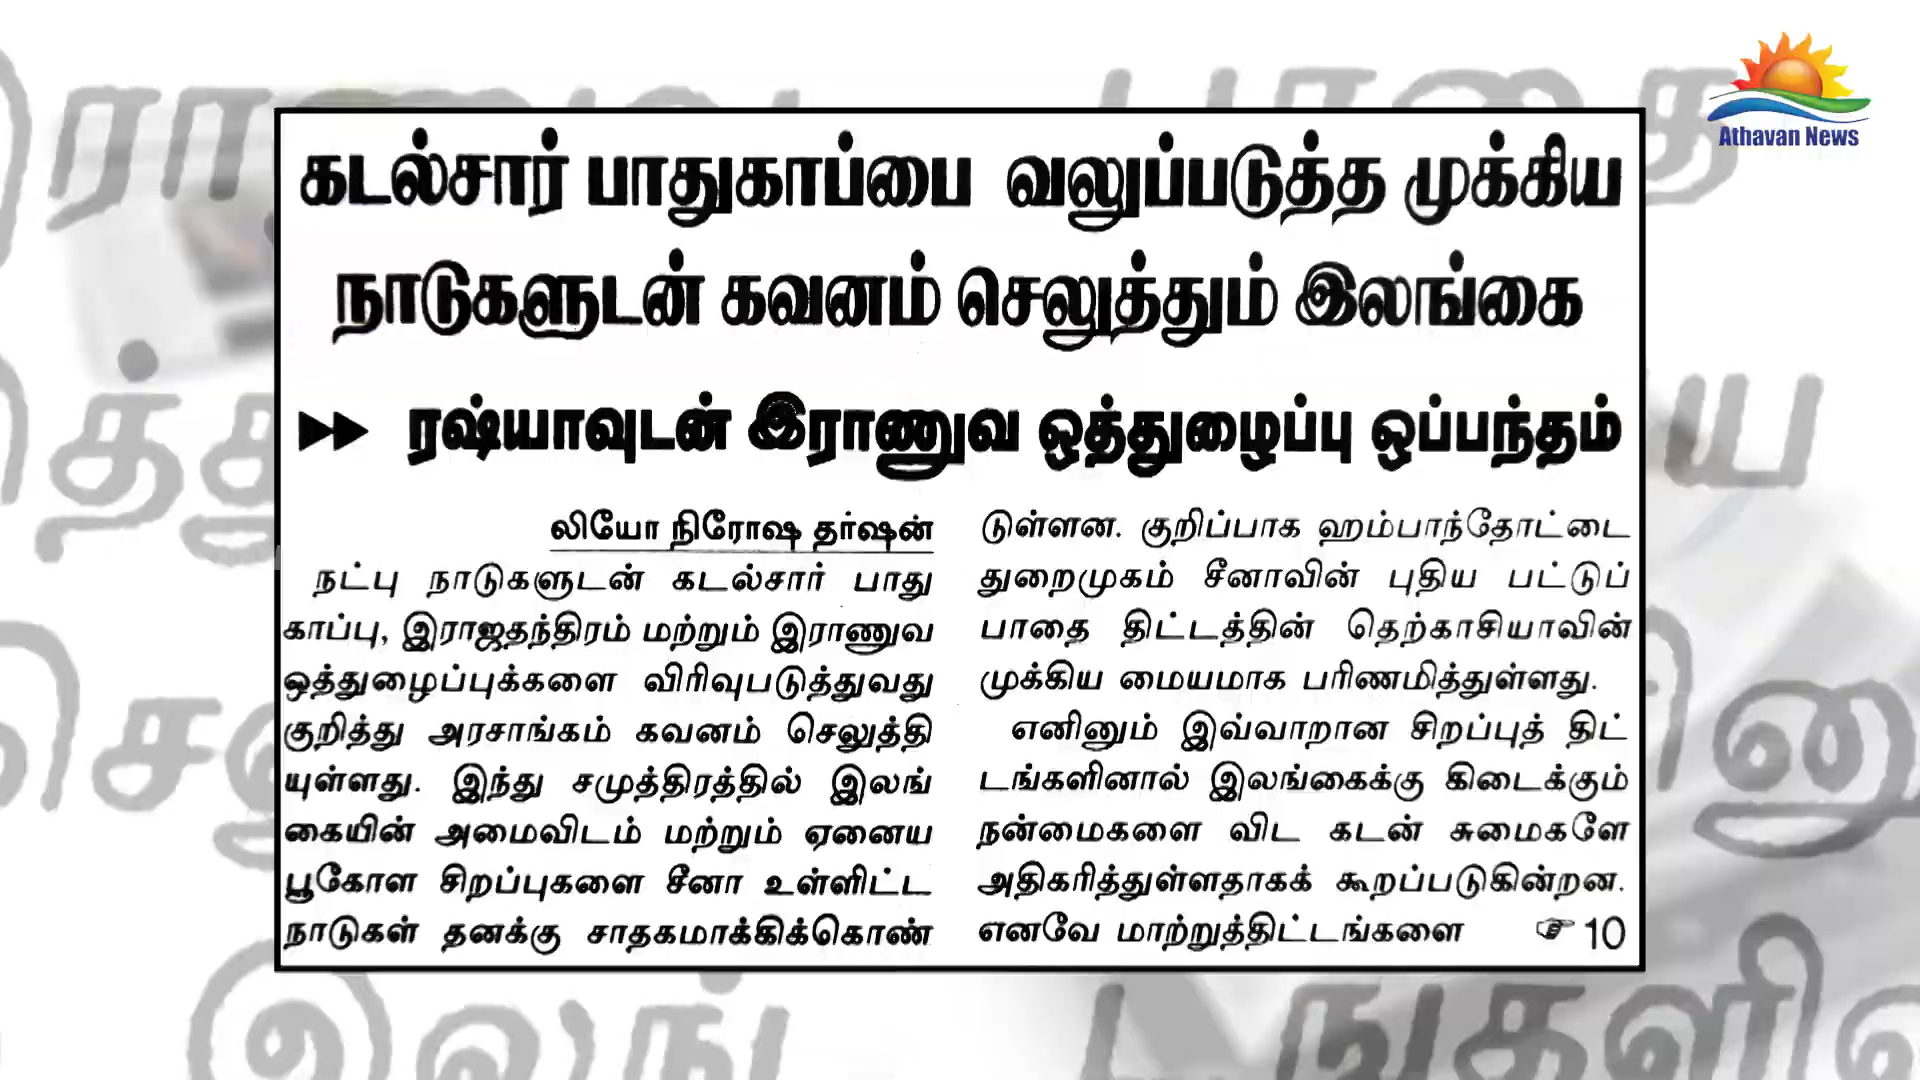 Athavan News
கடல்சார் பாதுகாப்பை வலுப்படுத்த முக்கிய
நாடுகளுடன் கவனம் செலுத்தும் இலங்கை
▶▶ ரஷ்யாவுடன் இராணுவ ஒத்துழைப்பு ஒப்பந்தம்
லியோ நிரோஷ தர்ஷன்
நட்பு நாடுகளுடன் கடல்சார் பாது
காப்பு, இராஜதந்திரம் மற்றும் இராணுவ
ஒத்துழைப்புக்களை விரிவுபடுத்துவது
குறித்து அரசாங்கம் கவனம் செலுத்தி
யுள்ளது. இந்து சமுத்திரத்தில் இலங்
கையின் அமைவிடம் மற்றும் ஏனைய
பூகோள சிறப்புகளை சீனா உள்ளிட்ட
நாடுகள் தனக்கு சாதகமாக்கிக்கொண்
டுள்ளன. குறிப்பாக ஹம்பாந்தோட்டை
துறைமுகம் சீனாவின் புதிய பட்டுப்
பாதை திட்டத்தின் தெற்காசியாவின்
முக்கிய மையமாக பரிணமித்துள்ளது.
எனினும் இவ்வாறான சிறப்புத் திட்
டங்களினால் இலங்கைக்கு கிடைக்கும்
நன்மைகளை விட கடன் சுமைகளே
அதிகரித்துள்ளதாகக் கூறப்படுகின்றன.
எனவே மாற்றுத்திட்டங்களை ☞ 10